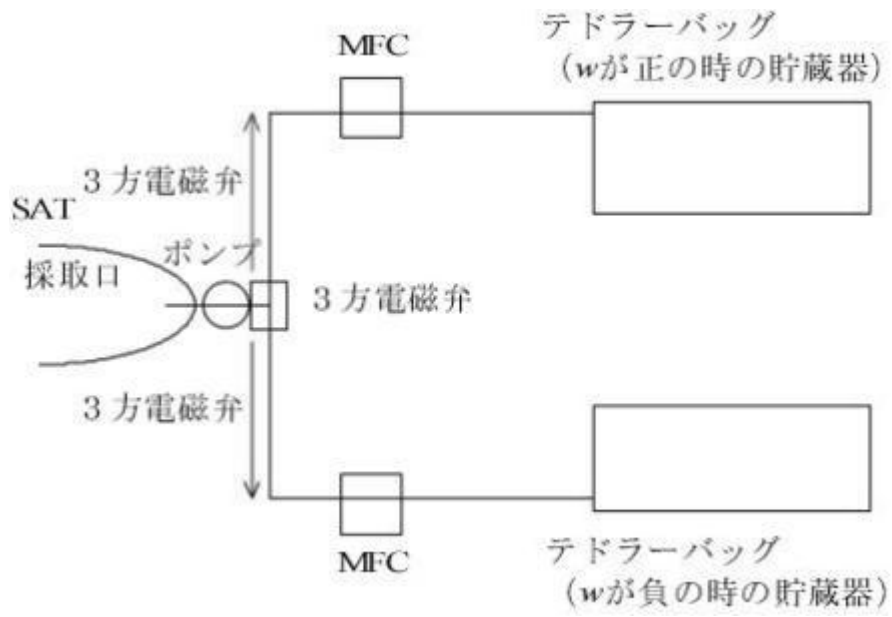 MFC
テドラーバッグ
（wが正の時の貯蔵器）
3方電磁弁
SAT
ポンプ
採取口
3方電磁弁
3方電磁弁
MFC
テドラーバッグ
（wが負の時の貯蔵器）